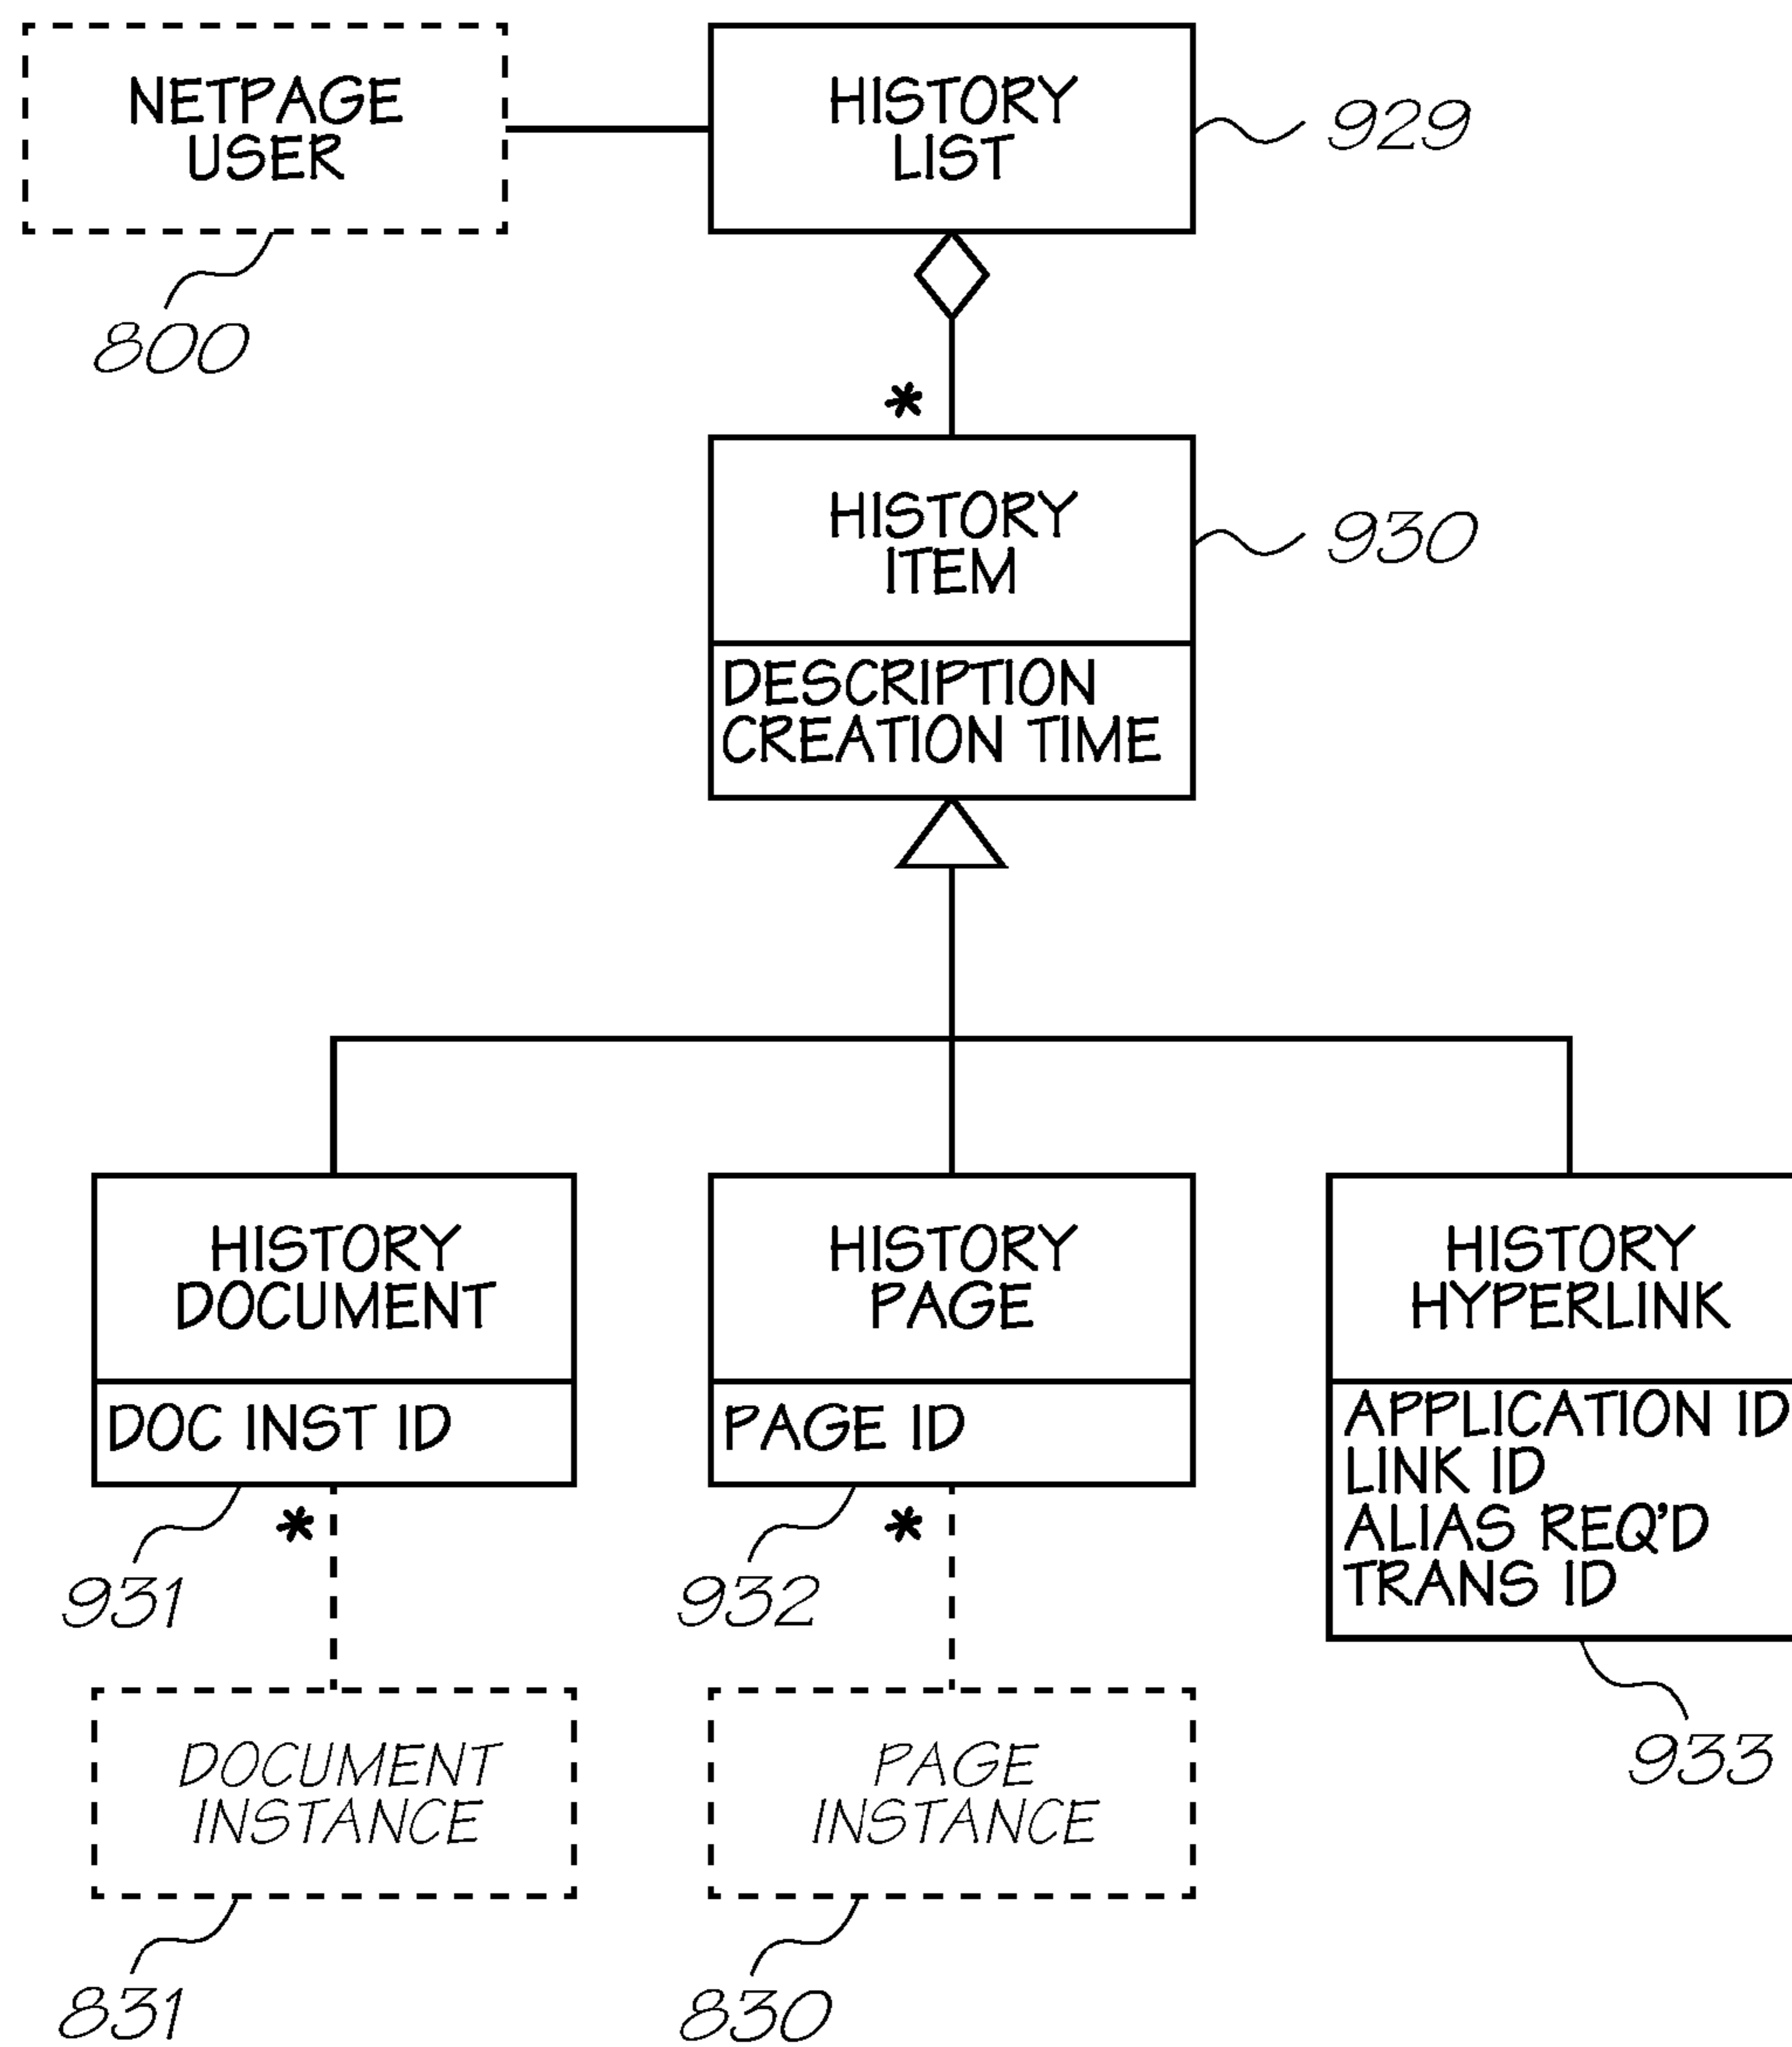 NETPAGE
USER
800
HISTORY
LIST
929
*
HISTORY
ITEM
930
DESCRIPTION
CREATION TIME
HISTORY
DOCUMENT
DOC INST ID
*
931
HISTORY
PAGE
PAGE ID
*
932
HISTORY
HYPERLINK
APPLICATION ID
LINK ID
ALIAS REQ'D
TRANS ID
933
DOCUMENT
INSTANCE
831
PAGE
INSTANCE
830